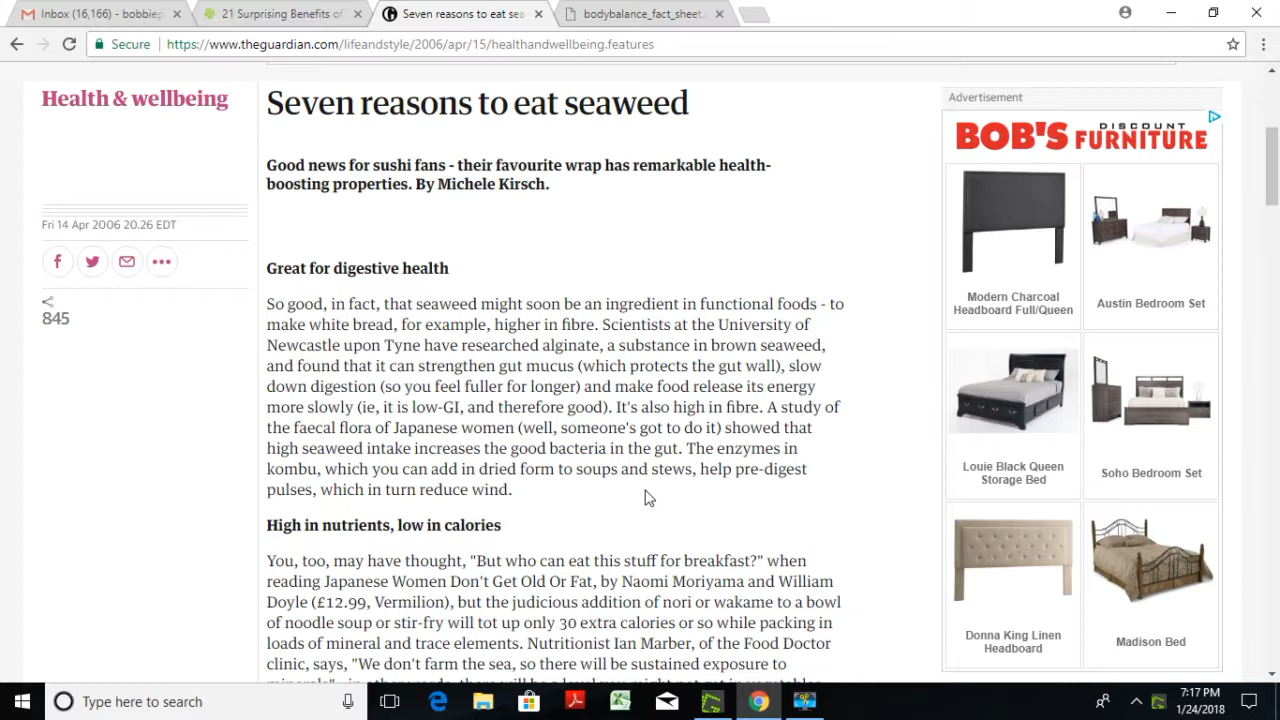 Inbox (16,166) - bobbiep
21 Surprising Benefits of
Seven reasons to eat sea
bodybalance_fact_sheet.
Secure
https://www.theguardian.com/lifeandstyle/2006/apr/15/healthandwellbeing.features
Health & wellbeing
Fri 14 Apr 2006 20.26 EDT
845
Seven reasons to eat seaweed
Good news for sushi fans - their favourite wrap has remarkable health-
boosting properties. By Michele Kirsch.
Great for digestive health
So good, in fact, that seaweed might soon be an ingredient in functional foods - to
make white bread, for example, higher in fibre. Scientists at the University of
Newcastle upon Tyne have researched alginate, a substance in brown seaweed,
and found that it can strengthen gut mucus (which protects the gut wall), slow
down digestion (so you feel fuller for longer) and make food release its energy
more slowly (ie, it is low-GI, and therefore good). It's also high in fibre. A study of
the faecal flora of Japanese women (well, someone's got to do it) showed that
high seaweed intake increases the good bacteria in the gut. The enzymes in
kombu, which you can add in dried form to soups and stews, help pre-digest
pulses, which in turn reduce wind.
High in nutrients, low in calories
You, too, may have thought, "But who can eat this stuff for breakfast?" when
reading Japanese Women Don't Get Old Or Fat, by Naomi Moriyama and William
Doyle (£12.99, Vermilion), but the judicious addition of nori or wakame to a bowl
of noodle soup or stir-fry will tot up only 30 extra calories or so while packing in
loads of mineral and trace elements. Nutritionist Ian Marber, of the Food Doctor
clinic, says, "We don't farm the sea, so there will be sustained exposure to
Advertisement
BOB'S DISCOUNT FURNITURE
Modern Charcoal
Headboard Full/Queen
Austin Bedroom Set
Louie Black Queen
Storage Bed
Soho Bedroom Set
Donna King Linen
Headboard
Madison Bed
Type here to search
7:17 PM
1/24/2018